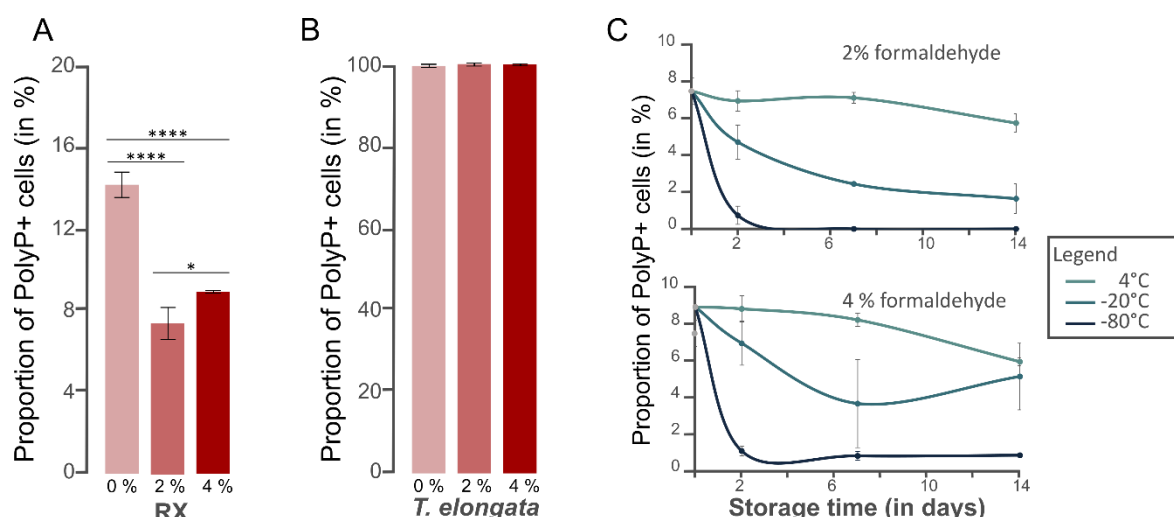 A
Proportion of PolyP+ cells (in %)
20
16
12
8
4
0
****
****
*
0 %
2 %
4 %
RX
B
Proportion of PolyP+ cells (in %)
100
80
60
40
20
0
0 %
2 %
4 %
T. elongata
C
Proportion of PolyP+ cells (in %)
2% formaldehyde
10
8
6
4
2
0
2
6
10
14
4 % formaldehyde
10
8
6
4
2
0
2
6
10
14
Storage time (in days)
Legend
4°C
-20°C
-80°C